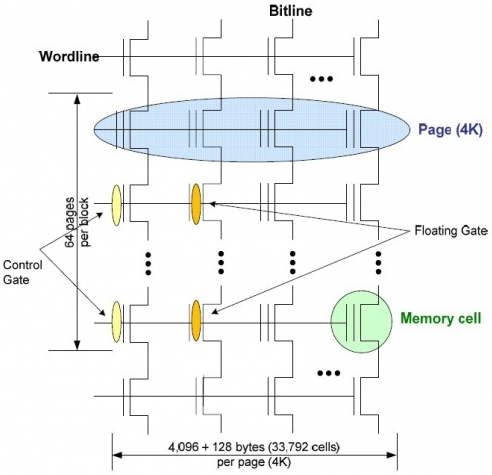 Bitline
Wordline
Page (4K)
64 pages
per block
Floating Gate
Control
Gate
Memory cell
4,096 + 128 bytes (33,792 cells)
per page (4K)